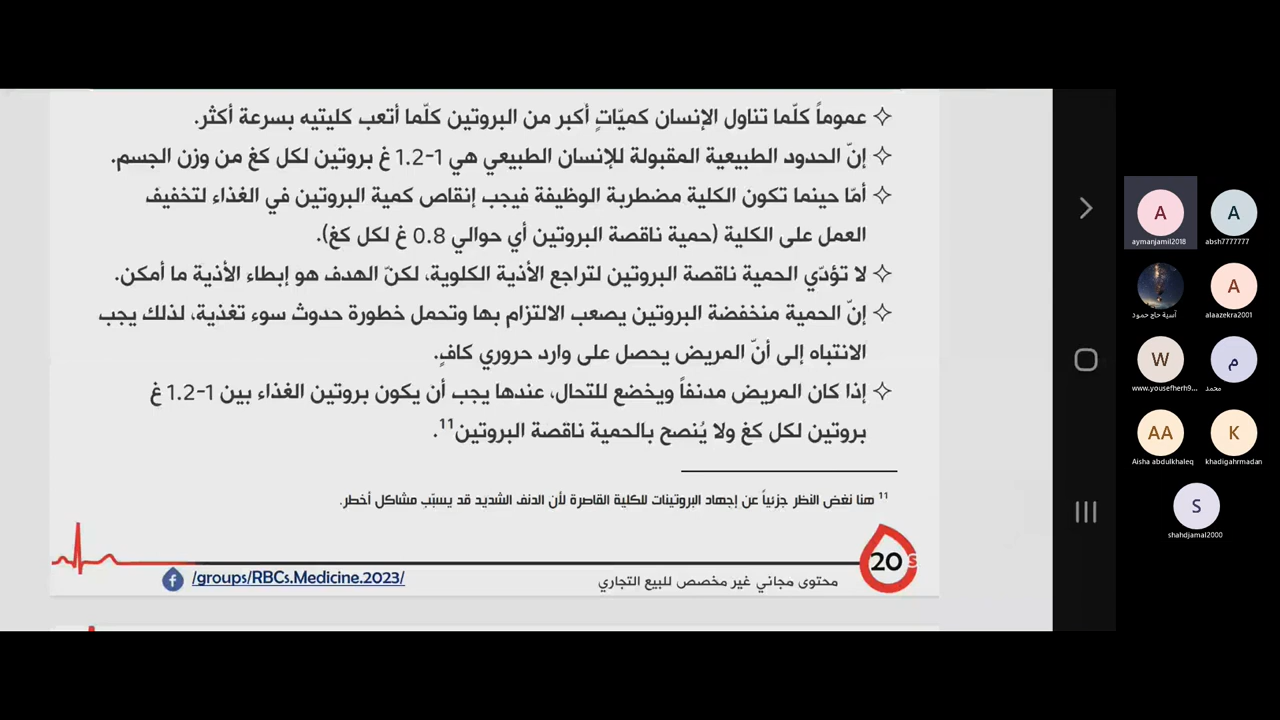 ✧ عموماً كلّما تناول الإنسان كميّاتٍ أكبر من البروتين كلّما أتعب كليتيه بسرعة أكثر.
✧ إنّ الحدود الطبيعية المقبولة للإنسان الطبيعي هي 1-1.2 غ بروتين لكل كغ من وزن الجسم.
✧ أمّا حينما تكون الكلية مضطربة الوظيفة فيجب إنقاص كمية البروتين في الغذاء لتخفيف
العمل على الكلية (حمية ناقصة البروتين أي حوالي 0.8 غ لكل كغ).
✧ لا تؤدّي الحمية ناقصة البروتين لتراجع الأذية الكلوية، لكنّ الهدف هو إبطاء الأذية ما أمكن.
✧ إنّ الحمية منخفضة البروتين يصعب الالتزام بها وتحمل خطورة حدوث سوء تغذية، لذلك يجب
الانتباه إلى أنّ المريض يحصل على وارد حروري كافٍ.
✧ إذا كان المريض مدنفاً ويخضع للتحال، عندها يجب أن يكون بروتين الغذاء بين 1-1.2 غ
بروتين لكل كغ ولا يُنصح بالحمية ناقصة البروتين¹¹.
¹¹ هنا نغض النظر جزئياً عن إجهاد البروتينات للكلية القاصرة لأن الدنف الشديد قد يسبّب مشاكل أخطر.
20
محتوى مجاني غير مخصص للبيع التجاري
/groups/RBCs.Medicine.2023/
A
A
aymanjamil2018
absh7777777
A
آسية حاج حمود
alaazekra2001
W
م
www.yousefherh9...
محمد
AA
K
Aisha abdulkhaleq
khadigahrmadan
S
shahdjamal2000